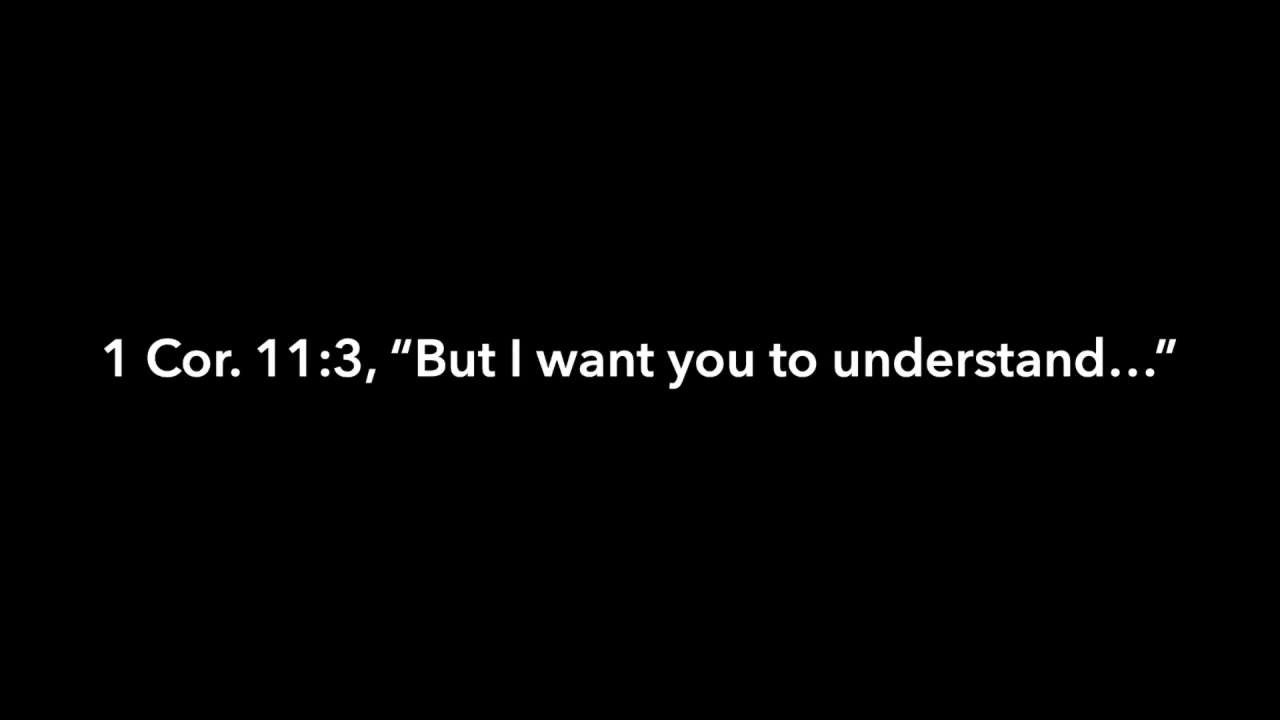 1 Cor. 11:3, “But I want you to understand…”